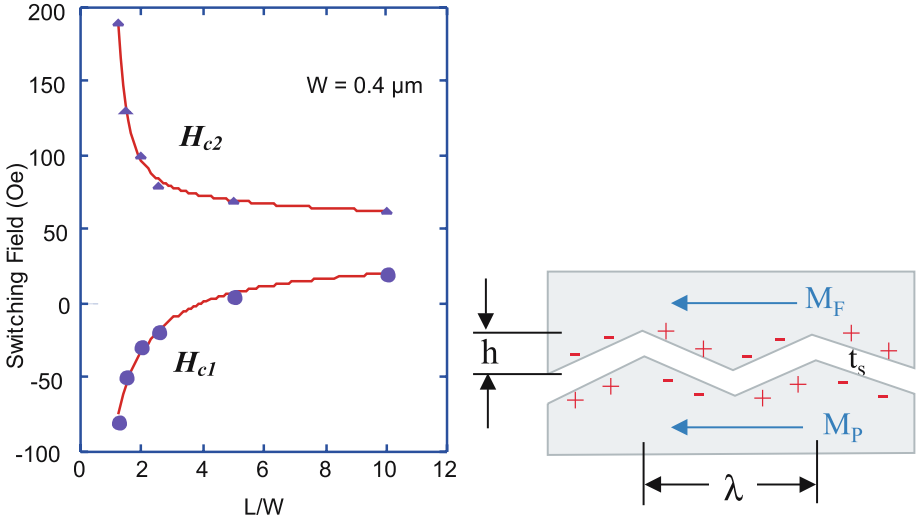 200
150
100
50
0
-50
-100
Switching Field (Oe)
W = 0.4 µm
Hc2
Hc1
0 2 4 6 8 10 12
L/W
MF
h
ts
MP
λ
+ + + +
- - - -
+ + + +
- - - -